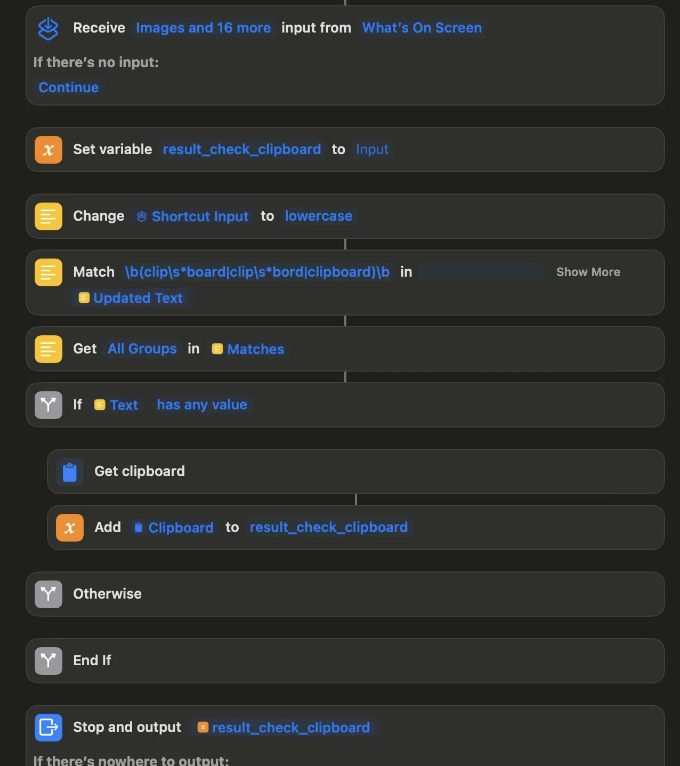 Receive Images and 16 more input from What's On Screen
If there's no input:
Continue
Set variable result_check_clipboard to Input
Change Shortcut Input to lowercase
Match \b(clip\s*board|clip\s*bord|clipboard)\b in Show More
Updated Text
Get All Groups in Matches
If Text has any value
Get clipboard
Add Clipboard to result_check_clipboard
Otherwise
End If
Stop and output result_check_clipboard
If there's nowhere to output: